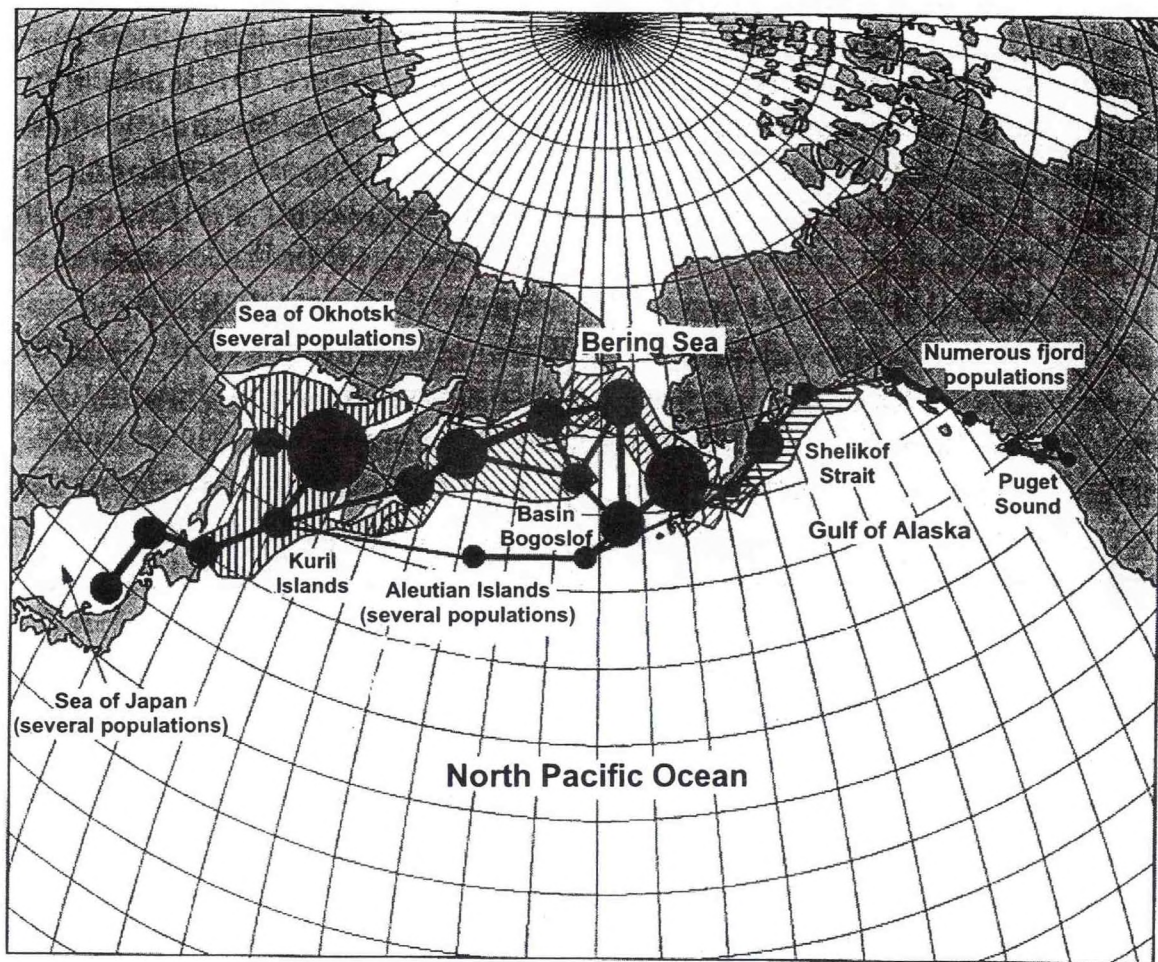 Sea of Okhotsk
(several populations)
Bering Sea
Numerous fjord
populations
Shelikof
Strait
Puget
Sound
Basin
Bogoslof
Gulf of Alaska
Kuril
Islands
Aleutian Islands
(several populations)
Sea of Japan
(several populations)
North Pacific Ocean